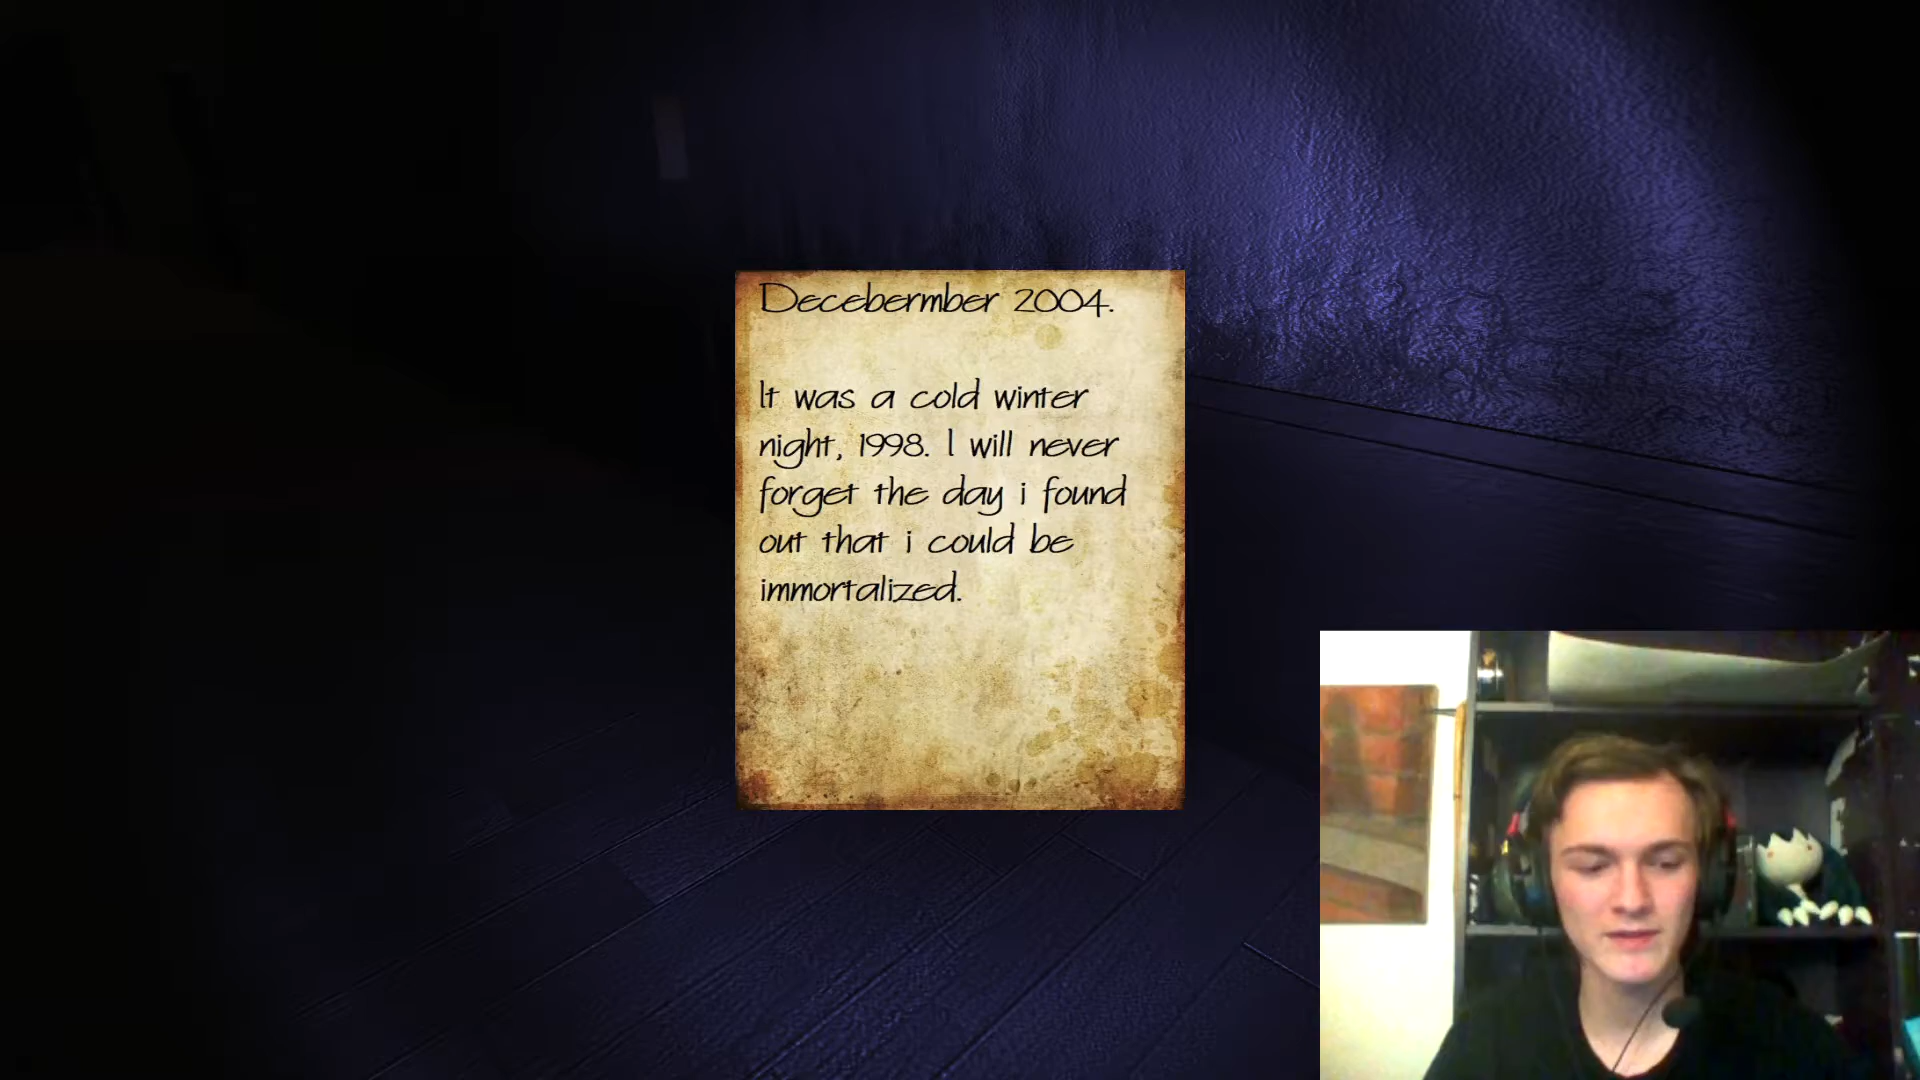 Decebermber 2004.
It was a cold winter
night, 1998. I will never
forget the day i found
out that i could be
immortalized.